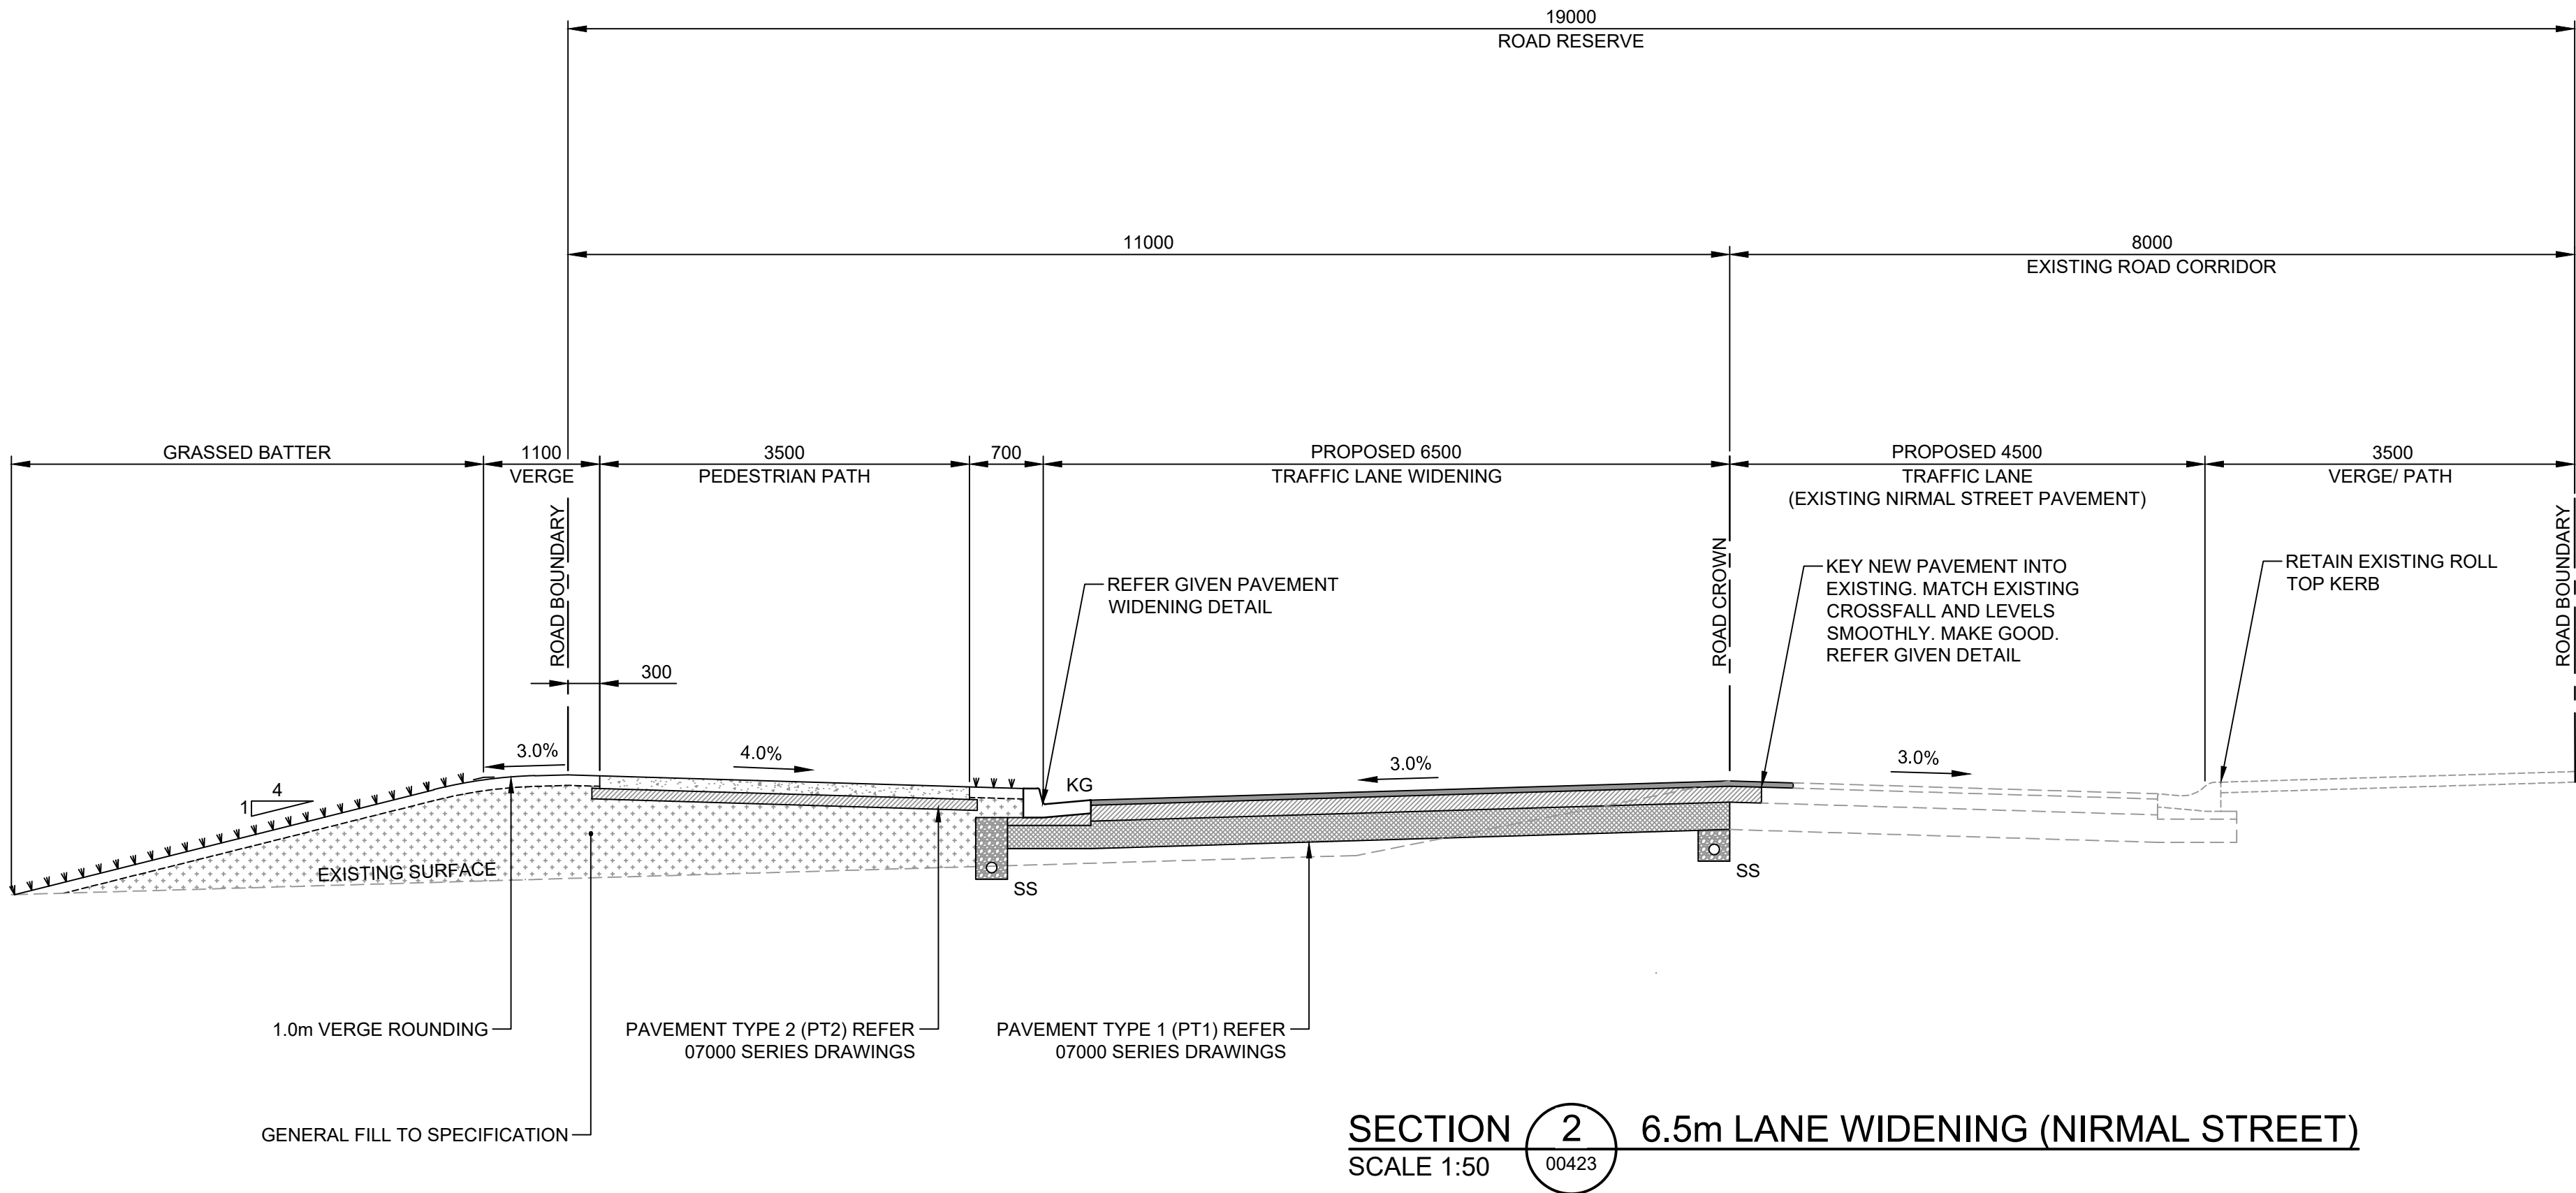 19000
ROAD RESERVE
11000
8000
EXISTING ROAD CORRIDOR
GRASSED BATTER
1100
VERGE
3500
PEDESTRIAN PATH
700
PROPOSED 6500
TRAFFIC LANE WIDENING
PROPOSED 4500
TRAFFIC LANE
(EXISTING NIRMAL STREET PAVEMENT)
3500
VERGE/ PATH
ROAD BOUNDARY
ROAD CROWN
ROAD BOUNDARY
REFER GIVEN PAVEMENT
WIDENING DETAIL
KEY NEW PAVEMENT INTO
EXISTING. MATCH EXISTING
CROSSFALL AND LEVELS
SMOOTHLY. MAKE GOOD.
REFER GIVEN DETAIL
RETAIN EXISTING ROLL
TOP KERB
300
3.0%
4.0%
KG
3.0%
3.0%
4
1
EXISTING SURFACE
SS
SS
1.0m VERGE ROUNDING
PAVEMENT TYPE 2 (PT2) REFER
07000 SERIES DRAWINGS
PAVEMENT TYPE 1 (PT1) REFER
07000 SERIES DRAWINGS
GENERAL FILL TO SPECIFICATION
SECTION 2 6.5m LANE WIDENING (NIRMAL STREET)
SCALE 1:50 00423